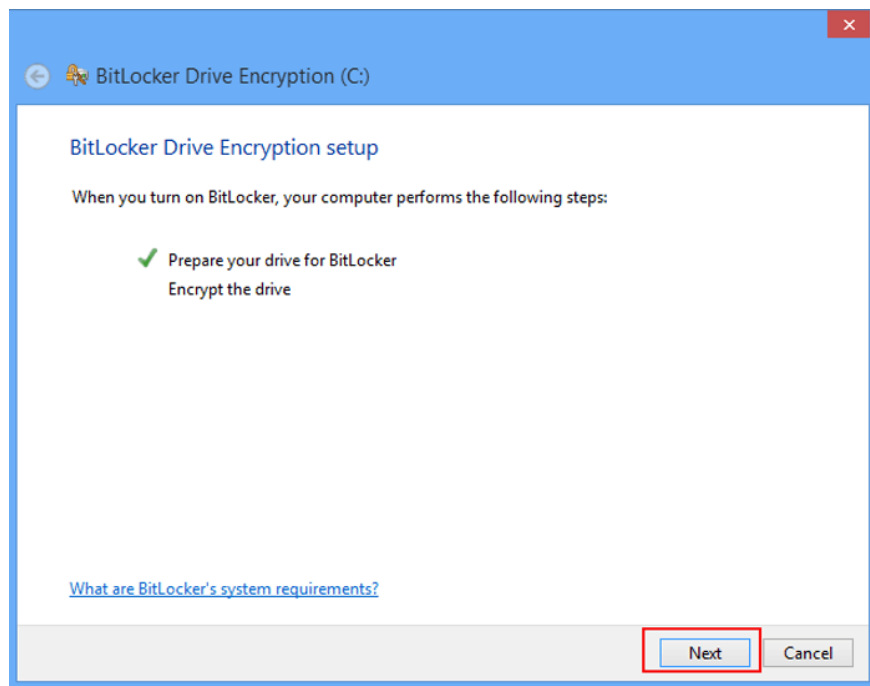 BitLocker Drive Encryption (C:)
BitLocker Drive Encryption setup
When you turn on BitLocker, your computer performs the following steps:
Prepare your drive for BitLocker
Encrypt the drive
What are BitLocker's system requirements?
Next
Cancel